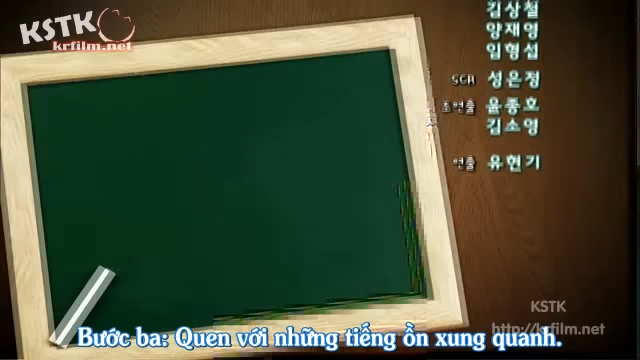 KSTK
krfilm.net
김상철
양재영
임형섭
SCR 성은정
조연출 윤종호
김소영
연출 유현기
KSTK
http://krfilm.net
Bước ba: Quen với những tiếng ồn xung quanh.